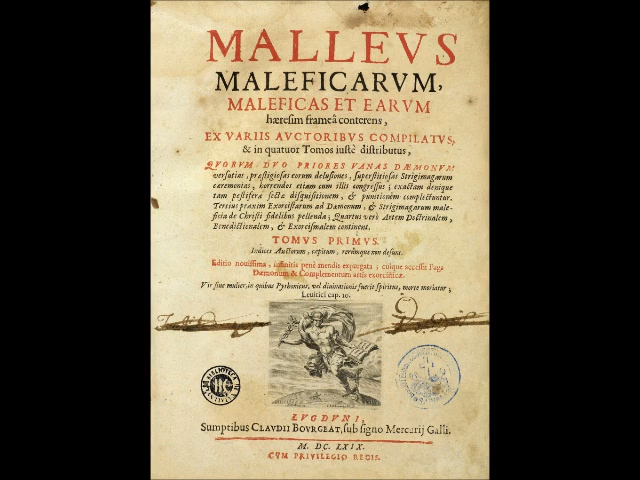 MALLEVS
MALEFICARVM,
MALEFICAS ET EARVM
hæresim frameâ conterens,
EX VARIIS AVCTORIBVS COMPILATVS,
& in quatuor Tomos iustè distributus,
QVORVM DVO PRIORES VANAS DÆMONVM
versutias, præstigiosas eorum delusiones, superstitiosas Strigimagarum
cæremonias, horrendos etiam cum illis congressus; exactam denique
tam pestiferæ sectæ disquisitionem, & punitionem complectuntur.
Tertius praxim Exorcistarum ad Dæmonum, & Strigimagarum male-
ficia de Christi fidelibus pellenda; Quartus verò Artem Doctrinalem,
Benedictionalem, & Exorcismalem continent.
TOMVS PRIMVS.
Indices Auctorum, capitum, rerúmque non desunt.
Editio nouissima, infinitis penè mendis expurgata; cuique accessit Fuga
Dæmonum & Complementum artis exorcisticæ.
Vir siue mulier, in quibus Pythonicus, vel diuinationis fuerit spiritus, morte moriatur;
Leuitici cap. 10.
LVGDVNI,
Sumptibus CLAVDII BOVRGEAT, sub signo Mercurij Galli.
M. DC. LXIX.
CVM PRIVILEGIO REGIS.